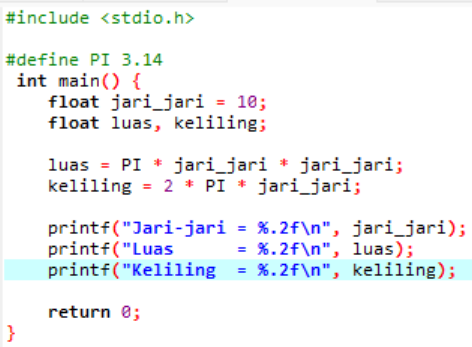 #include <stdio.h>
#define PI 3.14
int main() {
float jari_jari = 10;
float luas, keliling;
luas = PI * jari_jari * jari_jari;
keliling = 2 * PI * jari_jari;
printf("Jari-jari = %.2f\n", jari_jari);
printf("Luas      = %.2f\n", luas);
printf("Keliling  = %.2f\n", keliling);
return 0;
}